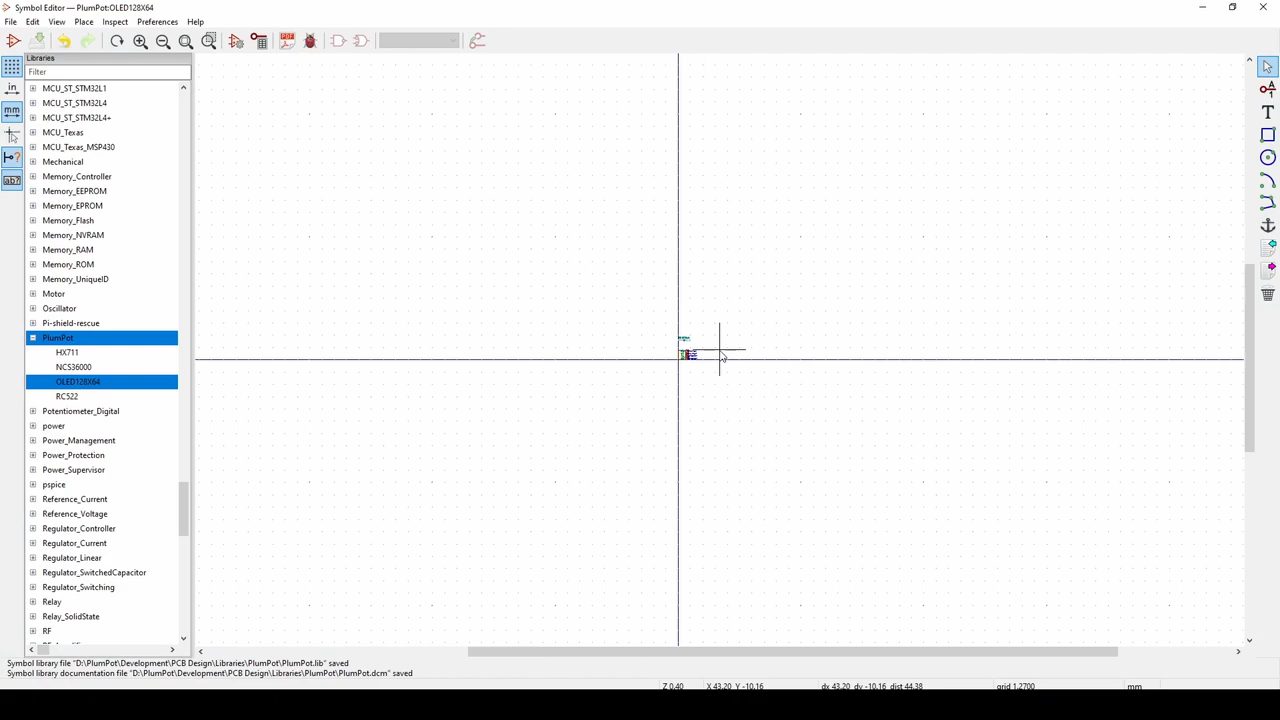 Symbol Editor — PlumPot:OLED128X64
File Edit View Place Inspect Preferences Help
PDF
Libraries
in
Filter
mm
ab?
A
T
MCU_ST_STM32L1
MCU_ST_STM32L4
MCU_ST_STM32L4+
MCU_Texas
MCU_Texas_MSP430
Mechanical
Memory_Controller
Memory_EEPROM
Memory_EPROM
Memory_Flash
Memory_NVRAM
Memory_RAM
Memory_ROM
Memory_UniqueID
Motor
Oscillator
Pi-shield-rescue
PlumPot
HX711
NCS36000
OLED128X64
RC522
Potentiometer_Digital
power
Power_Management
Power_Protection
Power_Supervisor
pspice
Reference_Current
Reference_Voltage
Regulator_Controller
Regulator_Current
Regulator_Linear
Regulator_SwitchedCapacitor
Regulator_Switching
Relay
Relay_SolidState
RF
Symbol library file "D:\PlumPot\Development\PCB Design\Libraries\PlumPot\PlumPot.lib" saved
Symbol library documentation file "D:\PlumPot\Development\PCB Design\Libraries\PlumPot\PlumPot.dcm" saved
Z 0.40 X 43.20 Y -10.16 dx 43.20 dy -10.16 dist 44.38 grid 1.2700 mm